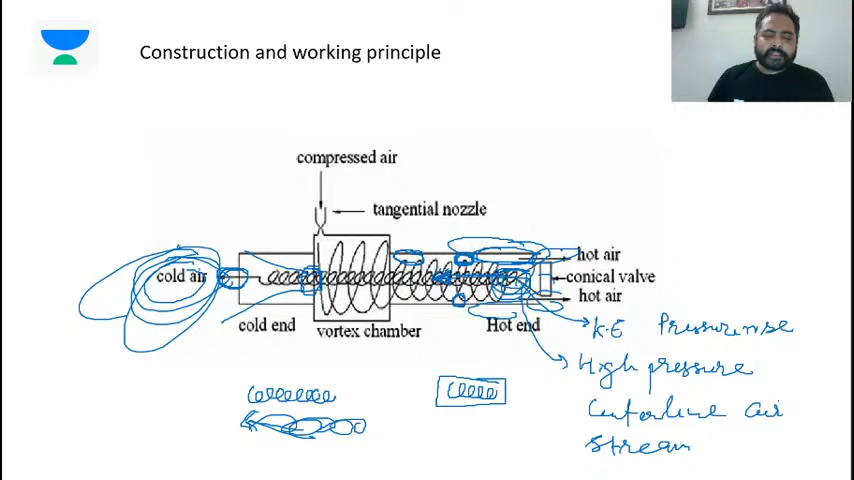 Construction and working principle
compressed air
tangential nozzle
hot air
cold air
conical valve
hot air
cold end
vortex chamber
Hot end
K.E Pressure rise
High pressure
air
stream